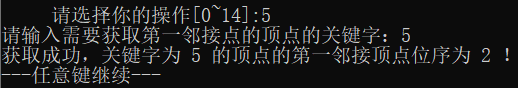 请选择你的操作[0~14]:5
请输入需要获取第一邻接点的顶点的关键字：5
获取成功，关键字为 5 的顶点的第一邻接顶点位序为 2 ！
---任意键继续---